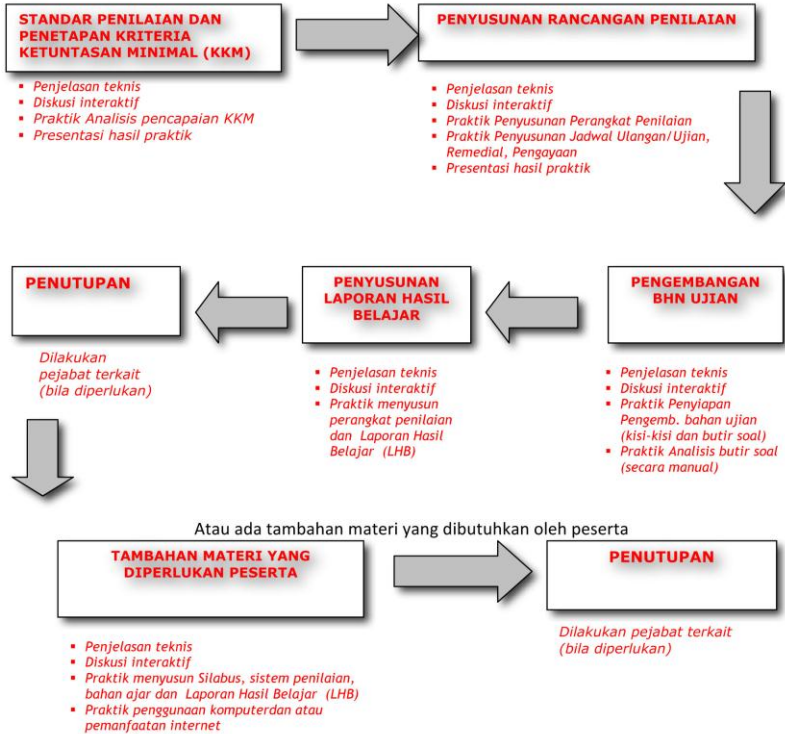 STANDAR PENILAIAN DAN
PENETAPAN KRITERIA
KETUNTASAN MINIMAL (KKM)
▪ Penjelasan teknis
▪ Diskusi interaktif
▪ Praktik Analisis pencapaian KKM
▪ Presentasi hasil praktik
PENYUSUNAN RANCANGAN PENILAIAN
▪ Penjelasan teknis
▪ Diskusi interaktif
▪ Praktik Penyusunan Perangkat Penilaian
▪ Praktik Penyusunan Jadwal Ulangan/Ujian,
Remedial, Pengayaan
▪ Presentasi hasil praktik
PENGEMBANGAN
BHN UJIAN
▪ Penjelasan teknis
▪ Diskusi interaktif
▪ Praktik Penyiapan
Pengemb. bahan ujian
(kisi-kisi dan butir soal)
▪ Praktik Analisis butir soal
(secara manual)
PENYUSUNAN
LAPORAN HASIL
BELAJAR
▪ Penjelasan teknis
▪ Diskusi interaktif
▪ Praktik menyusun
perangkat penilaian
dan Laporan Hasil
Belajar (LHB)
PENUTUPAN
Dilakukan
pejabat terkait
(bila diperlukan)
Atau ada tambahan materi yang dibutuhkan oleh peserta
TAMBAHAN MATERI YANG
DIPERLUKAN PESERTA
▪ Penjelasan teknis
▪ Diskusi interaktif
▪ Praktik menyusun Silabus, sistem penilaian,
bahan ajar dan Laporan Hasil Belajar (LHB)
▪ Praktik penggunaan komputerdan atau
pemanfaatan internet
PENUTUPAN
Dilakukan pejabat terkait
(bila diperlukan)